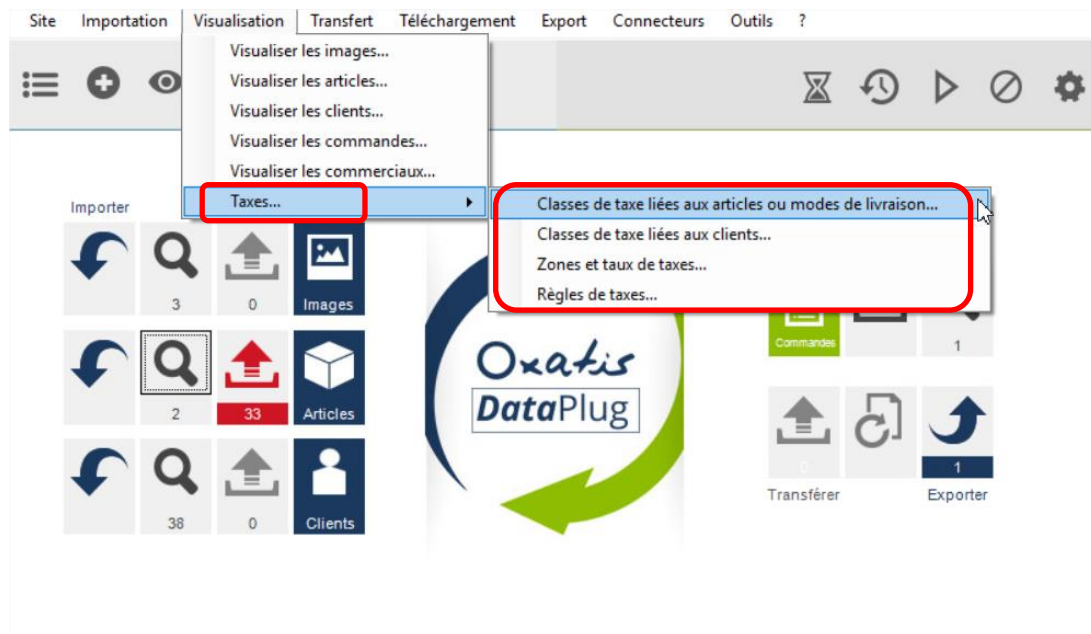 Site Importation Visualisation Transfert Téléchargement Export Connecteurs Outils ?
Visualiser les images...
Visualiser les articles...
Visualiser les clients...
Visualiser les commandes...
Visualiser les commerciaux...
Taxes...
Classes de taxe liées aux articles ou modes de livraison...
Classes de taxe liées aux clients...
Zones et taux de taxes...
Règles de taxes...
Importer
3 0 Images
2 33 Articles
38 0 Clients
Oxatis
DataPlug
Commandes 1
0 1
Transférer Exporter